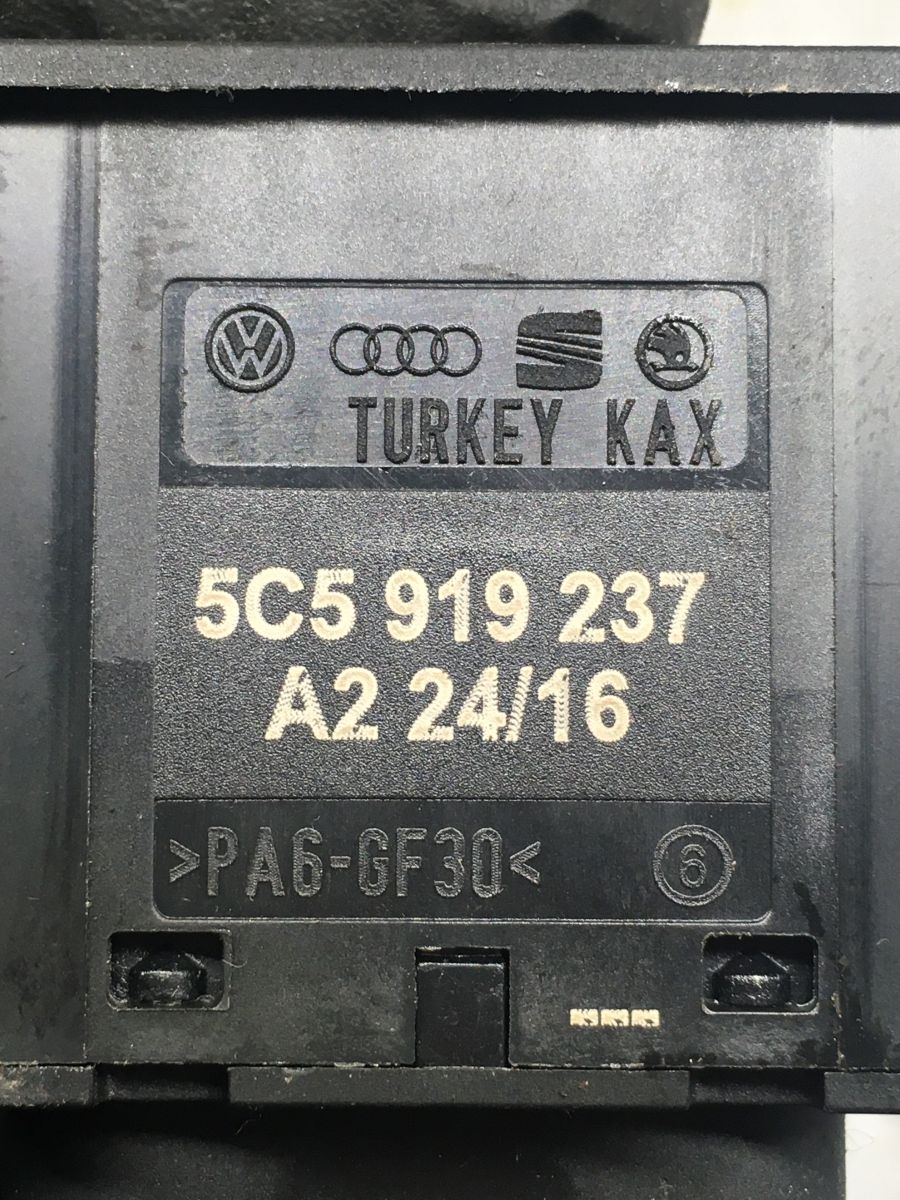 TURKEY KAX
5C5 919 237
A2 24/16
>PA6-GF30<
6